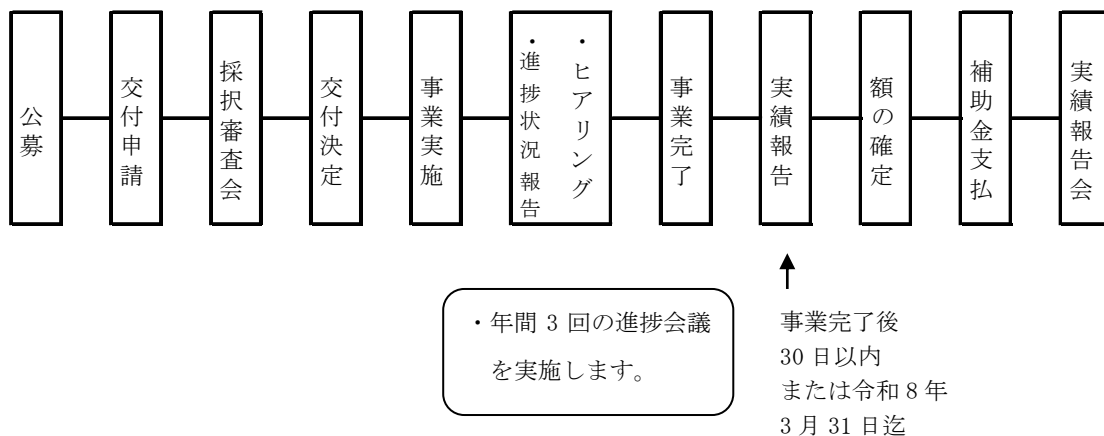 公募
交付申請
採択審査会
交付決定
事業実施
・ヒアリング
・進捗状況報告
事業完了
実績報告
額の確定
補助金支払
実績報告会
・年間 3 回の進捗会議
を実施します。
事業完了後
30 日以内
または令和 8 年
3 月 31 日迄